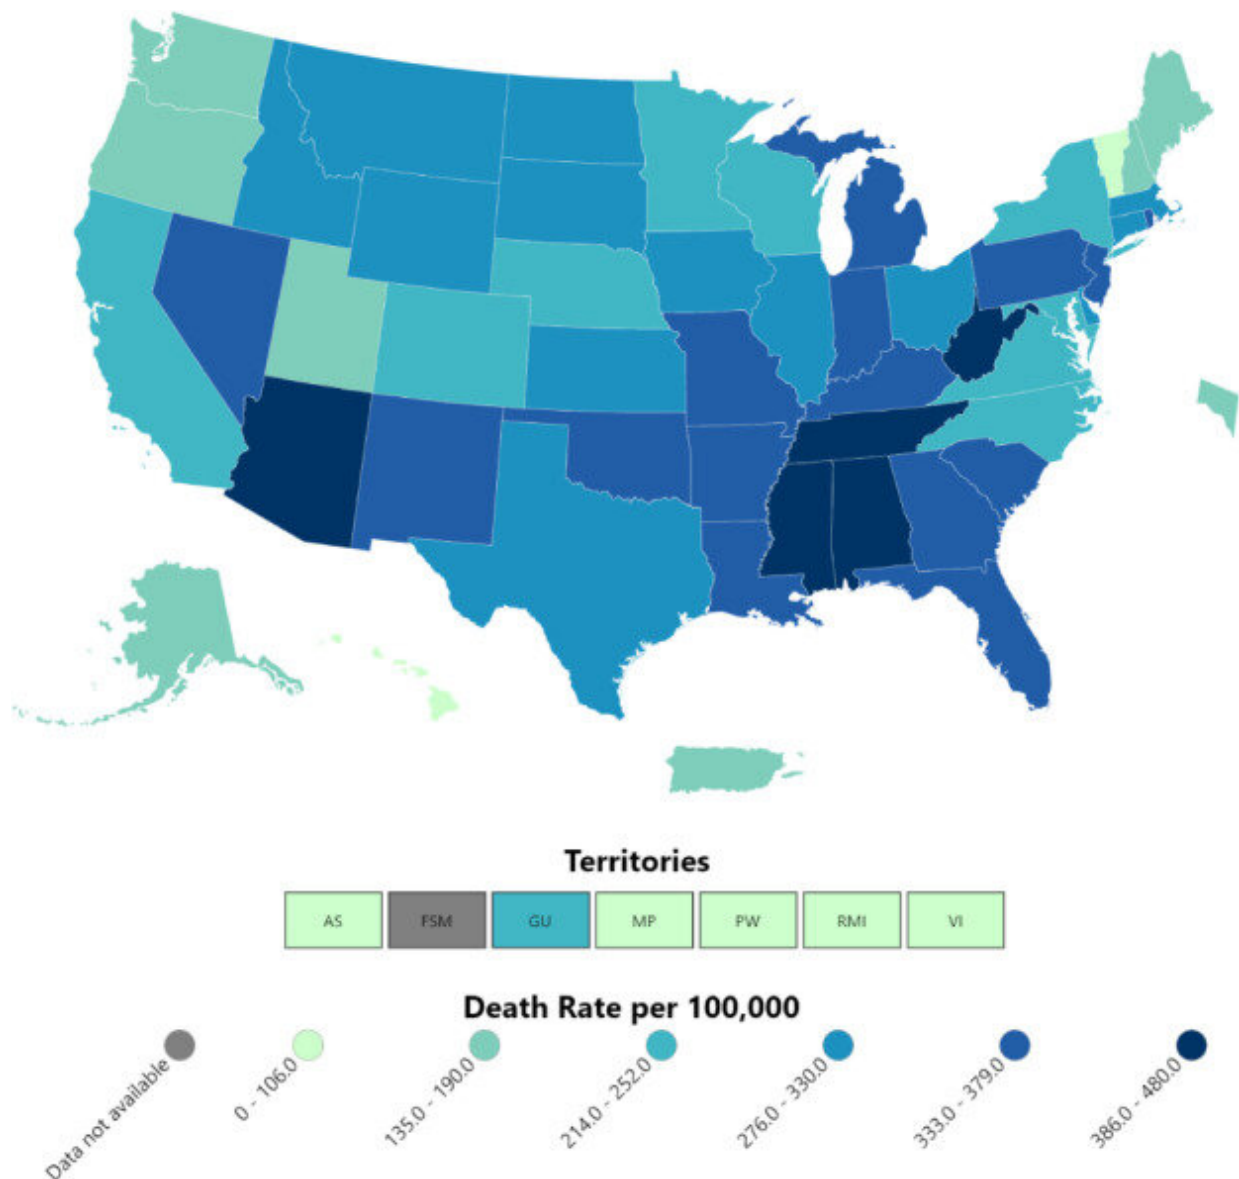 Territories
AS FSM GU MP PW RMI VI
Death Rate per 100,000
Data not available
0 - 106.0
135.0 - 190.0
214.0 - 252.0
276.0 - 330.0
333.0 - 379.0
386.0 - 480.0